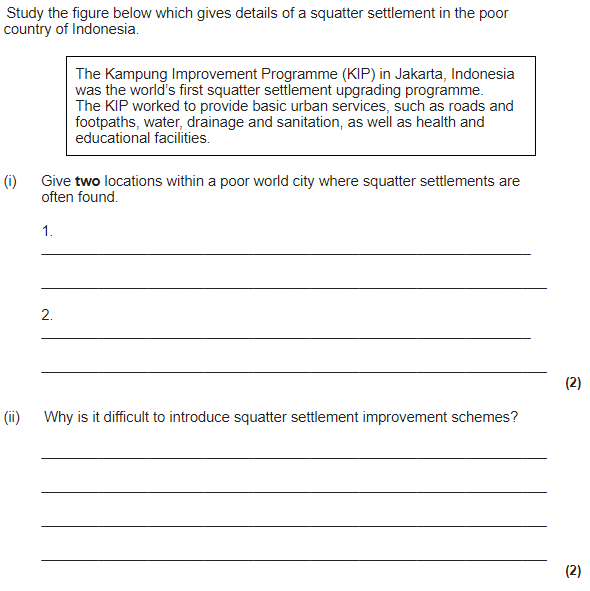 Study the figure below which gives details of a squatter settlement in the poor
country of Indonesia.
The Kampung Improvement Programme (KIP) in Jakarta, Indonesia
was the world's first squatter settlement upgrading programme.
The KIP worked to provide basic urban services, such as roads and
footpaths, water, drainage and sanitation, as well as health and
educational facilities.
(i) Give two locations within a poor world city where squatter settlements are
often found.
1.
2.
(2)
(ii) Why is it difficult to introduce squatter settlement improvement schemes?
(2)